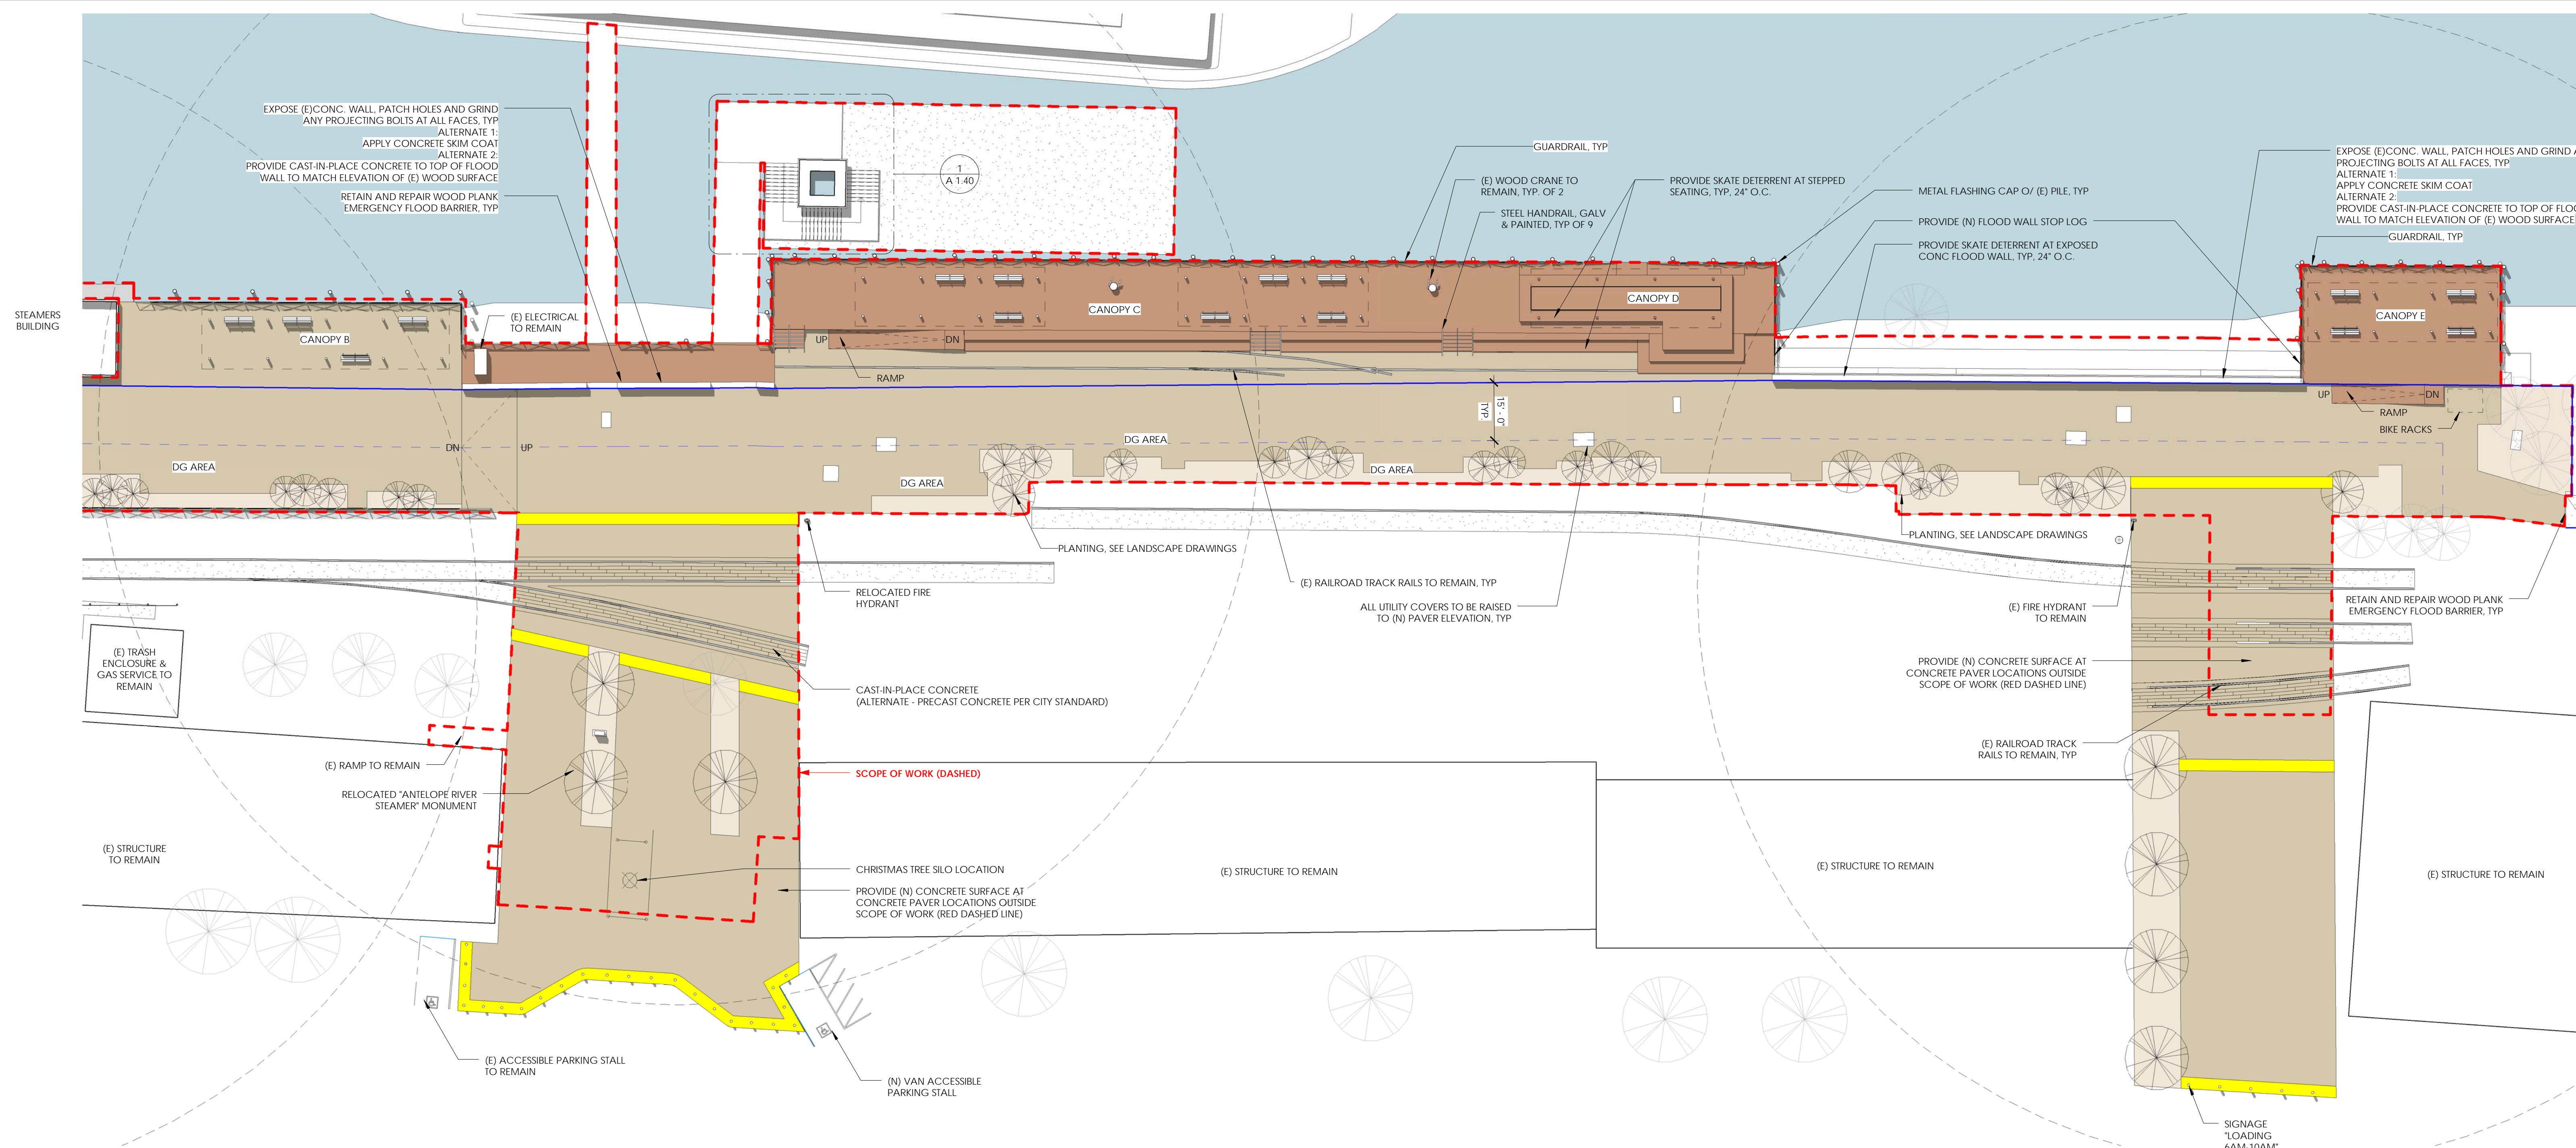 EXPOSE (E)CONC. WALL, PATCH HOLES AND GRIND
ANY PROJECTING BOLTS AT ALL FACES, TYP
ALTERNATE 1:
APPLY CONCRETE SKIM COAT
ALTERNATE 2:
PROVIDE CAST-IN-PLACE CONCRETE TO TOP OF FLOOD
WALL TO MATCH ELEVATION OF (E) WOOD SURFACE
RETAIN AND REPAIR WOOD PLANK
EMERGENCY FLOOD BARRIER, TYP
1
A 1.40
GUARDRAIL, TYP
(E) WOOD CRANE TO
REMAIN, TYP. OF 2
STEEL HANDRAIL, GALV
& PAINTED, TYP OF 9
PROVIDE SKATE DETERRENT AT STEPPED
SEATING, TYP, 24" O.C.
METAL FLASHING CAP O/ (E) PILE, TYP
PROVIDE (N) FLOOD WALL STOP LOG
PROVIDE SKATE DETERRENT AT EXPOSED
CONC FLOOD WALL, TYP, 24" O.C.
EXPOSE (E)CONC. WALL, PATCH HOLES AND GRIND
PROJECTING BOLTS AT ALL FACES, TYP
ALTERNATE 1:
APPLY CONCRETE SKIM COAT
ALTERNATE 2:
PROVIDE CAST-IN-PLACE CONCRETE TO TOP OF
WALL TO MATCH ELEVATION OF (E) WOOD SURFACE
GUARDRAIL, TYP
STEAMERS
BUILDING
CANOPY B
(E) ELECTRICAL
TO REMAIN
CANOPY C
CANOPY D
CANOPY E
UP
DN
RAMP
UP
DN
RAMP
BIKE RACKS
15' - 0"
TYP.
DN
UP
DG AREA
DG AREA
DG AREA
DG AREA
PLANTING, SEE LANDSCAPE DRAWINGS
PLANTING, SEE LANDSCAPE DRAWINGS
(E) RAILROAD TRACK RAILS TO REMAIN, TYP
ALL UTILITY COVERS TO BE RAISED
TO (N) PAVER ELEVATION, TYP
RELOCATED FIRE
HYDRANT
(E) FIRE HYDRANT
TO REMAIN
RETAIN AND REPAIR WOOD PLANK
EMERGENCY FLOOD BARRIER, TYP
(E) TRASH
ENCLOSURE &
GAS SERVICE TO
REMAIN
CAST-IN-PLACE CONCRETE
(ALTERNATE - PRECAST CONCRETE PER CITY STANDARD)
PROVIDE (N) CONCRETE SURFACE AT
CONCRETE PAVER LOCATIONS OUTSIDE
SCOPE OF WORK (RED DASHED LINE)
(E) RAILROAD TRACK
RAILS TO REMAIN, TYP
(E) RAMP TO REMAIN
SCOPE OF WORK (DASHED)
RELOCATED "ANTELOPE RIVER
STEAMER" MONUMENT
(E) STRUCTURE
TO REMAIN
CHRISTMAS TREE SILO LOCATION
PROVIDE (N) CONCRETE SURFACE AT
CONCRETE PAVER LOCATIONS OUTSIDE
SCOPE OF WORK (RED DASHED LINE)
(E) STRUCTURE TO REMAIN
(E) STRUCTURE TO REMAIN
(E) STRUCTURE TO REMAIN
(E) ACCESSIBLE PARKING STALL
TO REMAIN
(N) VAN ACCESSIBLE
PARKING STALL
SIGNAGE
"LOADING
6AM-10AM"